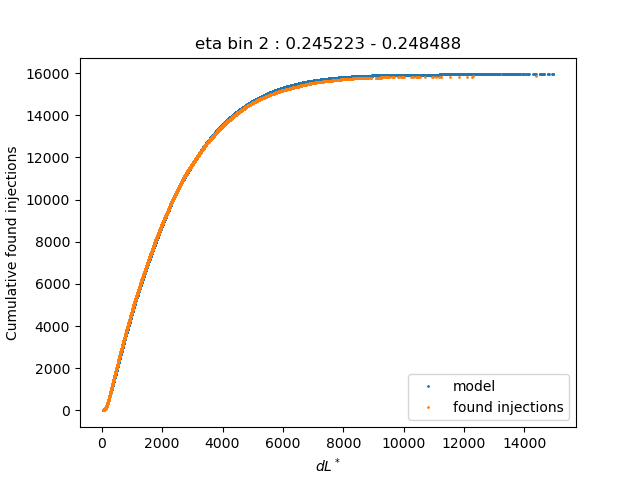 eta bin 2 : 0.245223 - 0.248488
Cumulative found injections
16000
14000
12000
10000
8000
6000
4000
2000
0
model
found injections
0 2000 4000 6000 8000 10000 12000 14000
dL*